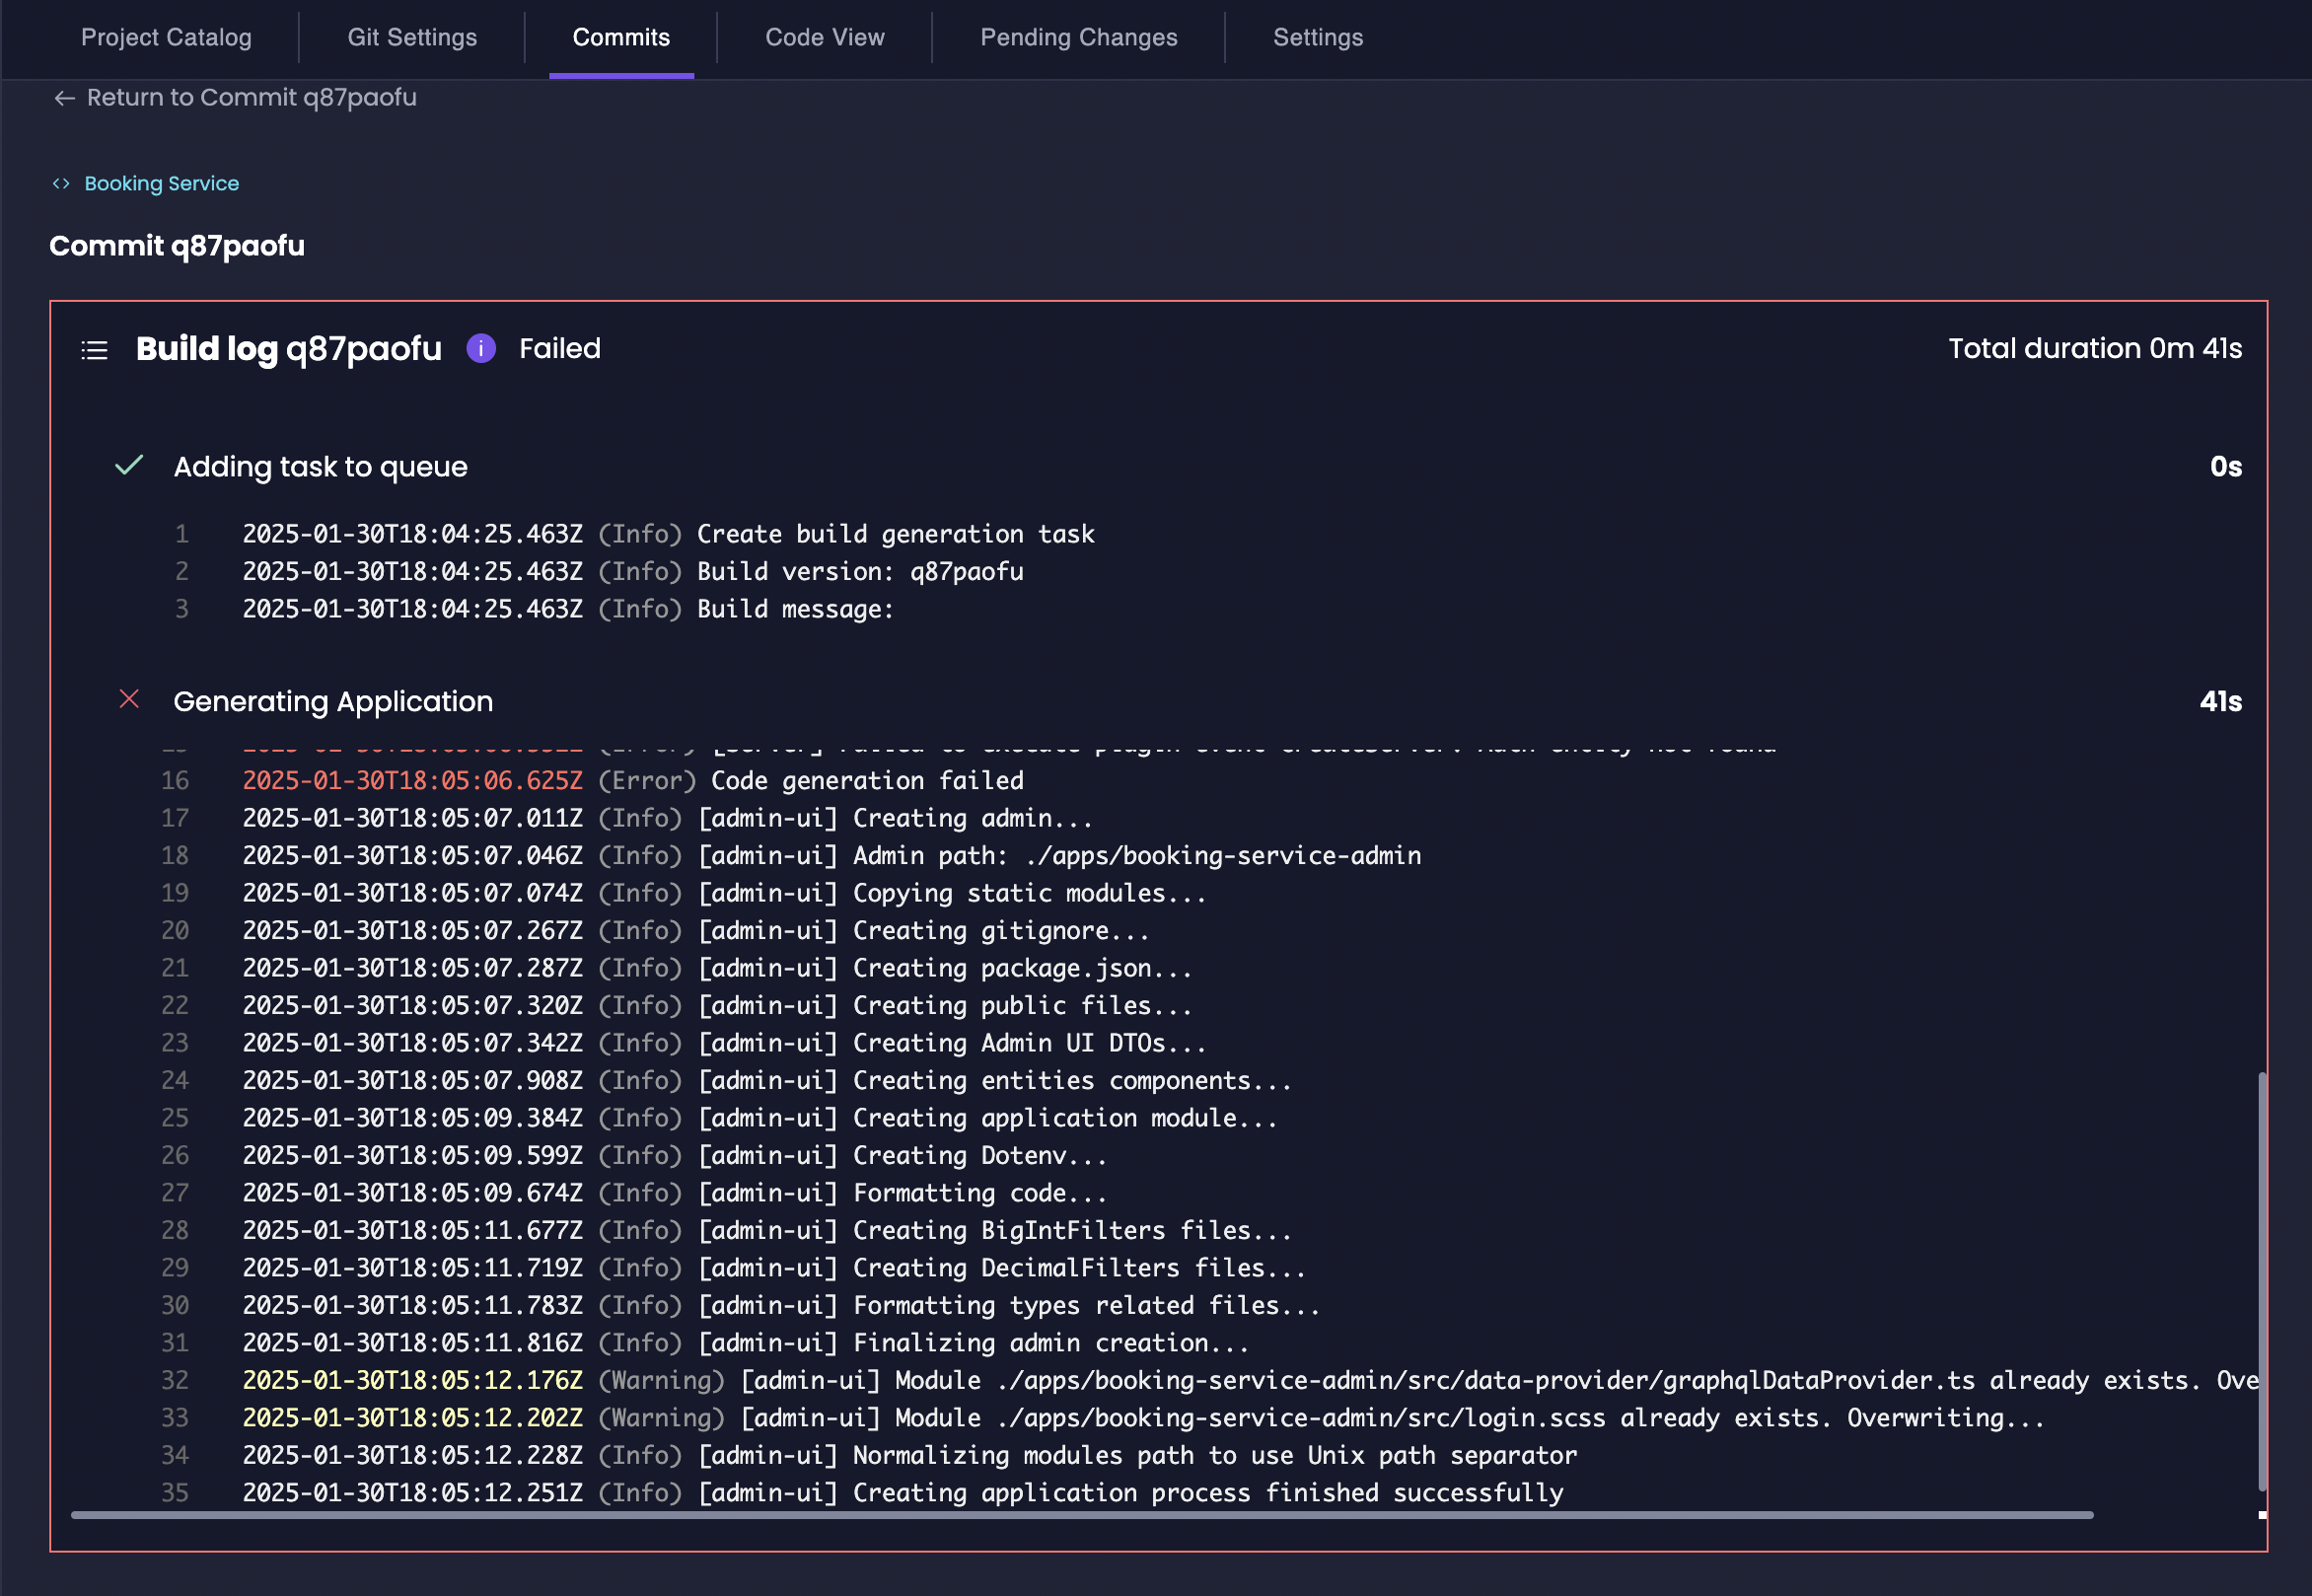 Project Catalog
Git Settings
Commits
Code View
Pending Changes
Settings
← Return to Commit q87paofu
<> Booking Service
Commit q87paofu
Build log q87paofu i Failed Total duration 0m 41s
Adding task to queue 0s
1 2025-01-30T18:04:25.463Z (Info) Create build generation task
2 2025-01-30T18:04:25.463Z (Info) Build version: q87paofu
3 2025-01-30T18:04:25.463Z (Info) Build message:
Generating Application 41s
(Error) [server] Failed to execute plugin event createServer. Auth entity not found
16 2025-01-30T18:05:06.625Z (Error) Code generation failed
17 2025-01-30T18:05:07.011Z (Info) [admin-ui] Creating admin...
18 2025-01-30T18:05:07.046Z (Info) [admin-ui] Admin path: ./apps/booking-service-admin
19 2025-01-30T18:05:07.074Z (Info) [admin-ui] Copying static modules...
20 2025-01-30T18:05:07.267Z (Info) [admin-ui] Creating gitignore...
21 2025-01-30T18:05:07.287Z (Info) [admin-ui] Creating package.json...
22 2025-01-30T18:05:07.320Z (Info) [admin-ui] Creating public files...
23 2025-01-30T18:05:07.342Z (Info) [admin-ui] Creating Admin UI DTOs...
24 2025-01-30T18:05:07.908Z (Info) [admin-ui] Creating entities components...
25 2025-01-30T18:05:09.384Z (Info) [admin-ui] Creating application module...
26 2025-01-30T18:05:09.599Z (Info) [admin-ui] Creating Dotenv...
27 2025-01-30T18:05:09.674Z (Info) [admin-ui] Formatting code...
28 2025-01-30T18:05:11.677Z (Info) [admin-ui] Creating BigIntFilters files...
29 2025-01-30T18:05:11.719Z (Info) [admin-ui] Creating DecimalFilters files...
30 2025-01-30T18:05:11.783Z (Info) [admin-ui] Formatting types related files...
31 2025-01-30T18:05:11.816Z (Info) [admin-ui] Finalizing admin creation...
32 2025-01-30T18:05:12.176Z (Warning) [admin-ui] Module ./apps/booking-service-admin/src/data-provider/graphqlDataProvider.ts already exists. Ove
33 2025-01-30T18:05:12.202Z (Warning) [admin-ui] Module ./apps/booking-service-admin/src/login.scss already exists. Overwriting...
34 2025-01-30T18:05:12.228Z (Info) [admin-ui] Normalizing modules path to use Unix path separator
35 2025-01-30T18:05:12.251Z (Info) [admin-ui] Creating application process finished successfully